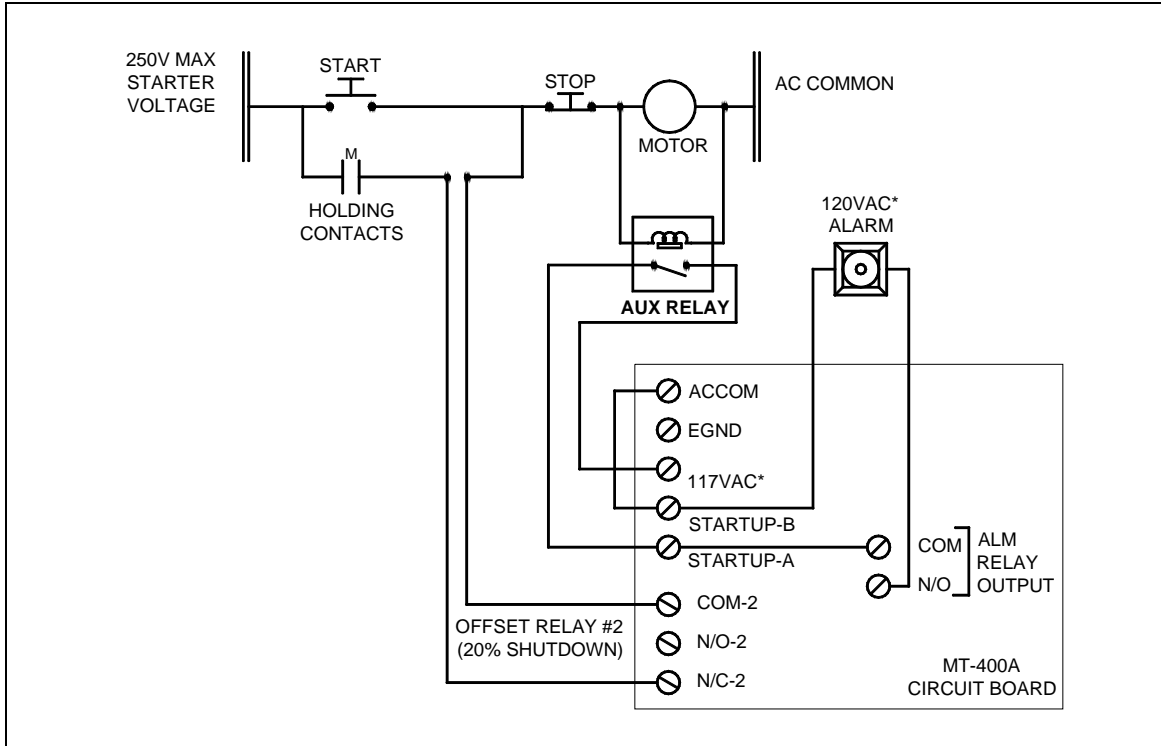 250V MAX
STARTER
VOLTAGE
START
STOP
AC COMMON
MOTOR
M
HOLDING
CONTACTS
120VAC*
ALARM
AUX RELAY
ACCOM
EGND
117VAC*
STARTUP-B
STARTUP-A
COM
N/O
ALM
RELAY
OUTPUT
COM-2
OFFSET RELAY #2
(20% SHUTDOWN)
N/O-2
N/C-2
MT-400A
CIRCUIT BOARD